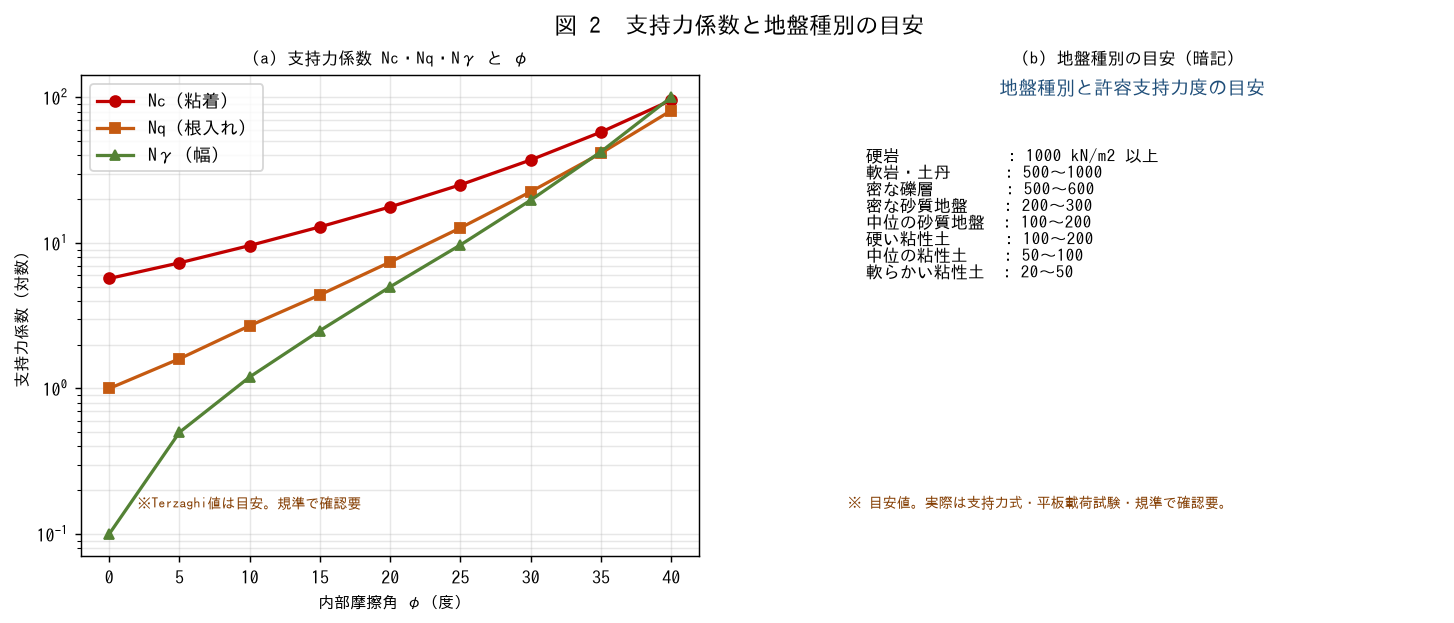 図 2　支持力係数と地盤種別の目安
(a) 支持力係数 Nc・Nq・Nγ と φ
Nc（粘着）
Nq（根入れ）
Nγ（幅）
支持力係数（対数）
10²
10¹
10⁰
10⁻¹
※Terzaghi値は目安。規準で確認要
0 5 10 15 20 25 30 35 40
内部摩擦角 φ（度）
(b) 地盤種別の目安（暗記）
地盤種別と許容支持力度の目安
硬岩 : 1000 kN/m2 以上
軟岩・土丹 : 500〜1000
密な礫層 : 500〜600
密な砂質地盤 : 200〜300
中位の砂質地盤 : 100〜200
硬い粘性土 : 100〜200
中位の粘性土 : 50〜100
軟らかい粘性土 : 20〜50
※ 目安値。実際は支持力式・平板載荷試験・規準で確認要。